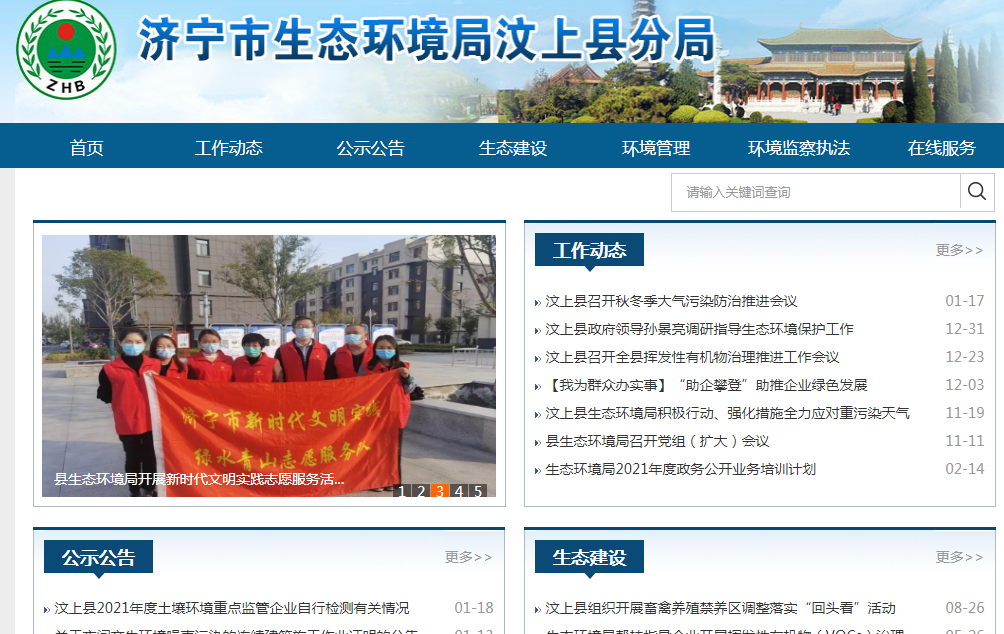 济宁市生态环境局汶上县分局
ZHB
首页 工作动态 公示公告 生态建设 环境管理 环境监察执法 在线服务
请输入关键词查询
济宁市新时代文明实践
绿水青山志愿服务队
县生态环境局开展新时代文明实践志愿服务活...
1 2 3 4 5
工作动态 更多>>
汶上县召开秋冬季大气污染防治推进会议 01-17
汶上县政府领导孙景亮调研指导生态环境保护工作 12-31
汶上县召开全县挥发性有机物治理推进工作会议 12-23
【我为群众办实事】“助企攀登”助推企业绿色发展 12-03
汶上县生态环境局积极行动、强化措施全力应对重污染天气 11-19
县生态环境局召开党组（扩大）会议 11-11
生态环境局2021年度政务公开业务培训计划 02-14
公示公告 更多>>
汶上县2021年度土壤环境重点监管企业自行检测有关情况 01-18
生态建设 更多>>
汶上县组织开展畜禽养殖禁养区调整落实“回头看”活动 08-26